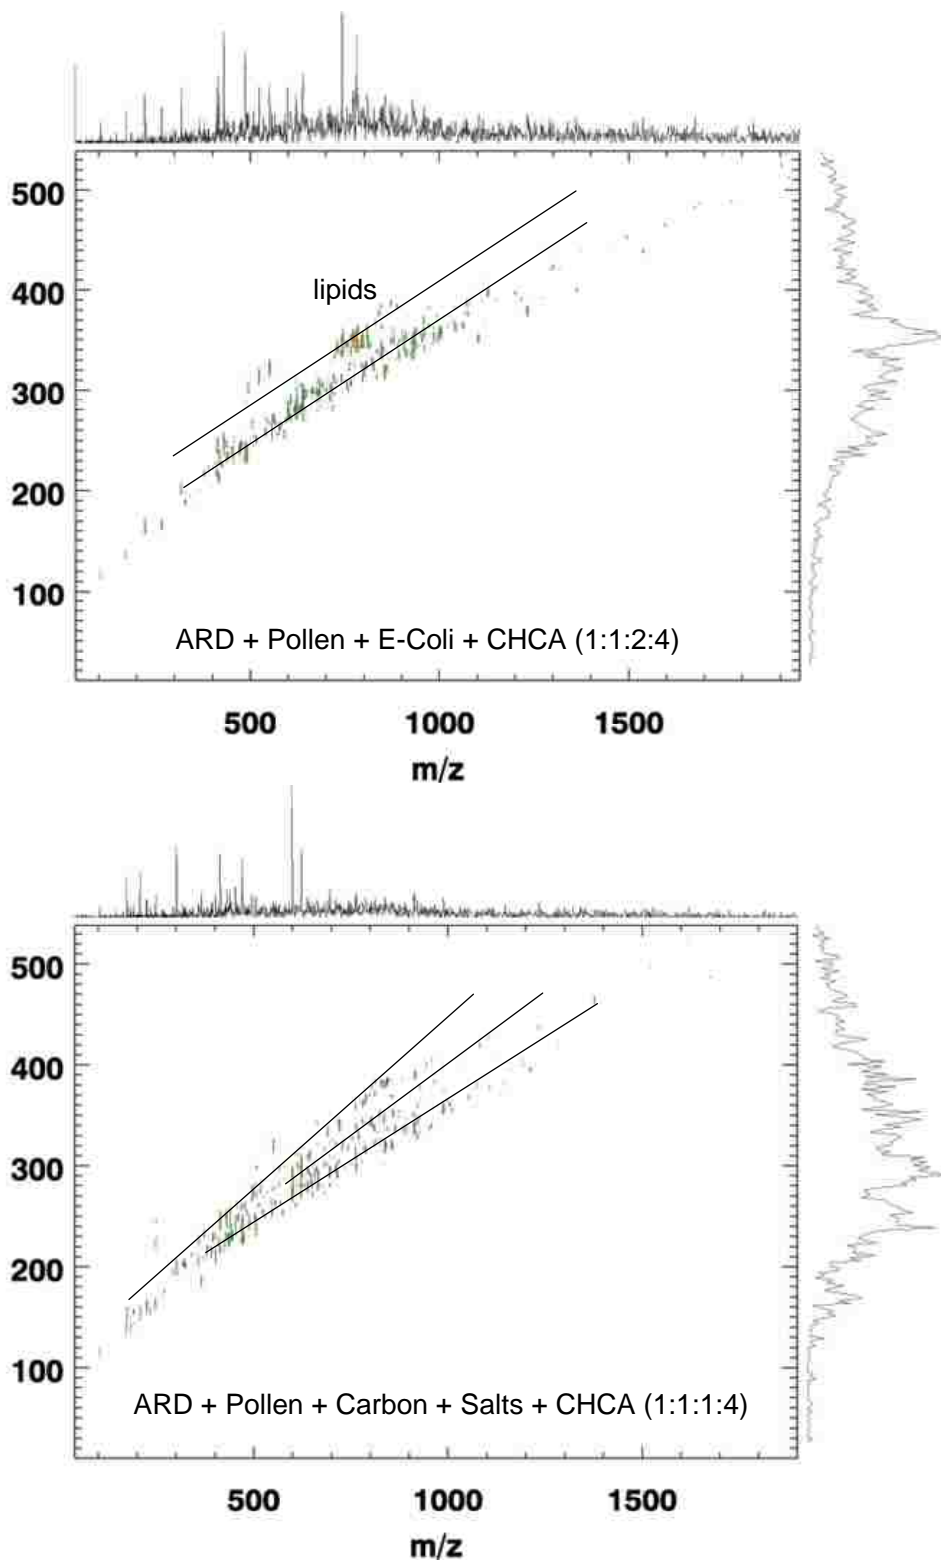 500
400
lipids
300
200
100
ARD + Pollen + E-Coli + CHCA (1:1:2:4)
500 1000 1500
m/z
500
400
300
200
100
ARD + Pollen + Carbon + Salts + CHCA (1:1:1:4)
500 1000 1500
m/z